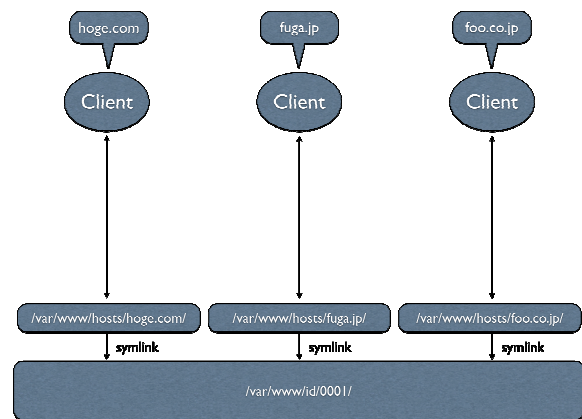 hoge.com
fuga.jp
foo.co.jp
Client
Client
Client
/var/www/hosts/hoge.com/
/var/www/hosts/fuga.jp/
/var/www/hosts/foo.co.jp/
symlink
symlink
symlink
/var/www/id/0001/